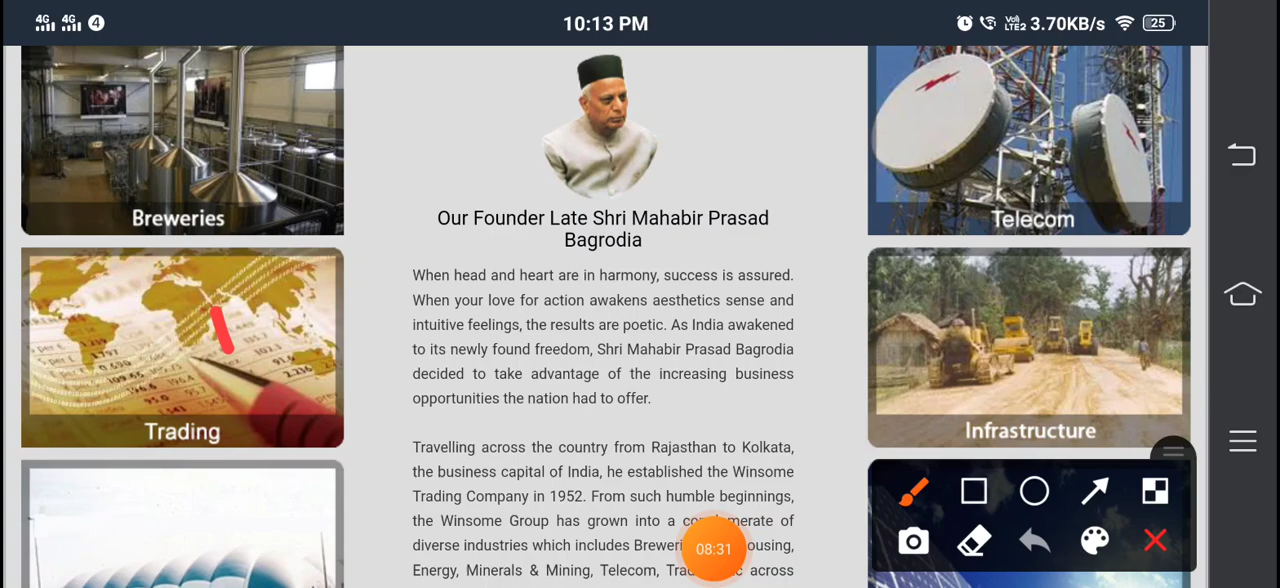 4G 4G 4 10:13 PM VoLTE2 3.70KB/s 25
Breweries
Telecom
Our Founder Late Shri Mahabir Prasad
Bagrodia
When head and heart are in harmony, success is assured.
When your love for action awakens aesthetics sense and
intuitive feelings, the results are poetic. As India awakened
to its newly found freedom, Shri Mahabir Prasad Bagrodia
decided to take advantage of the increasing business
opportunities the nation had to offer.
Trading
Infrastructure
Travelling across the country from Rajasthan to Kolkata,
the business capital of India, he established the Winsome
Trading Company in 1952. From such humble beginnings,
the Winsome Group has grown into a of
diverse industries which includes
Energy, Minerals & Mining, Telecom, across
08:31